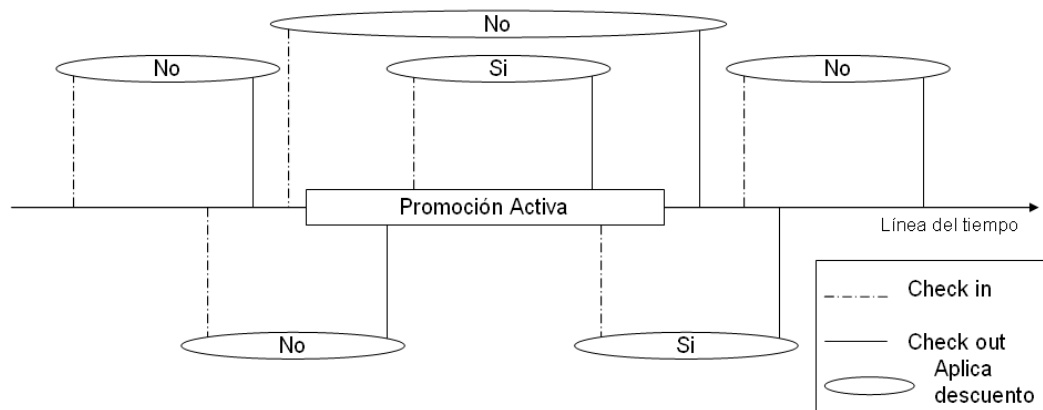 No
No
Si
No
Promoción Activa
Línea del tiempo
No
Si
Check in
Check out
Aplica
descuento